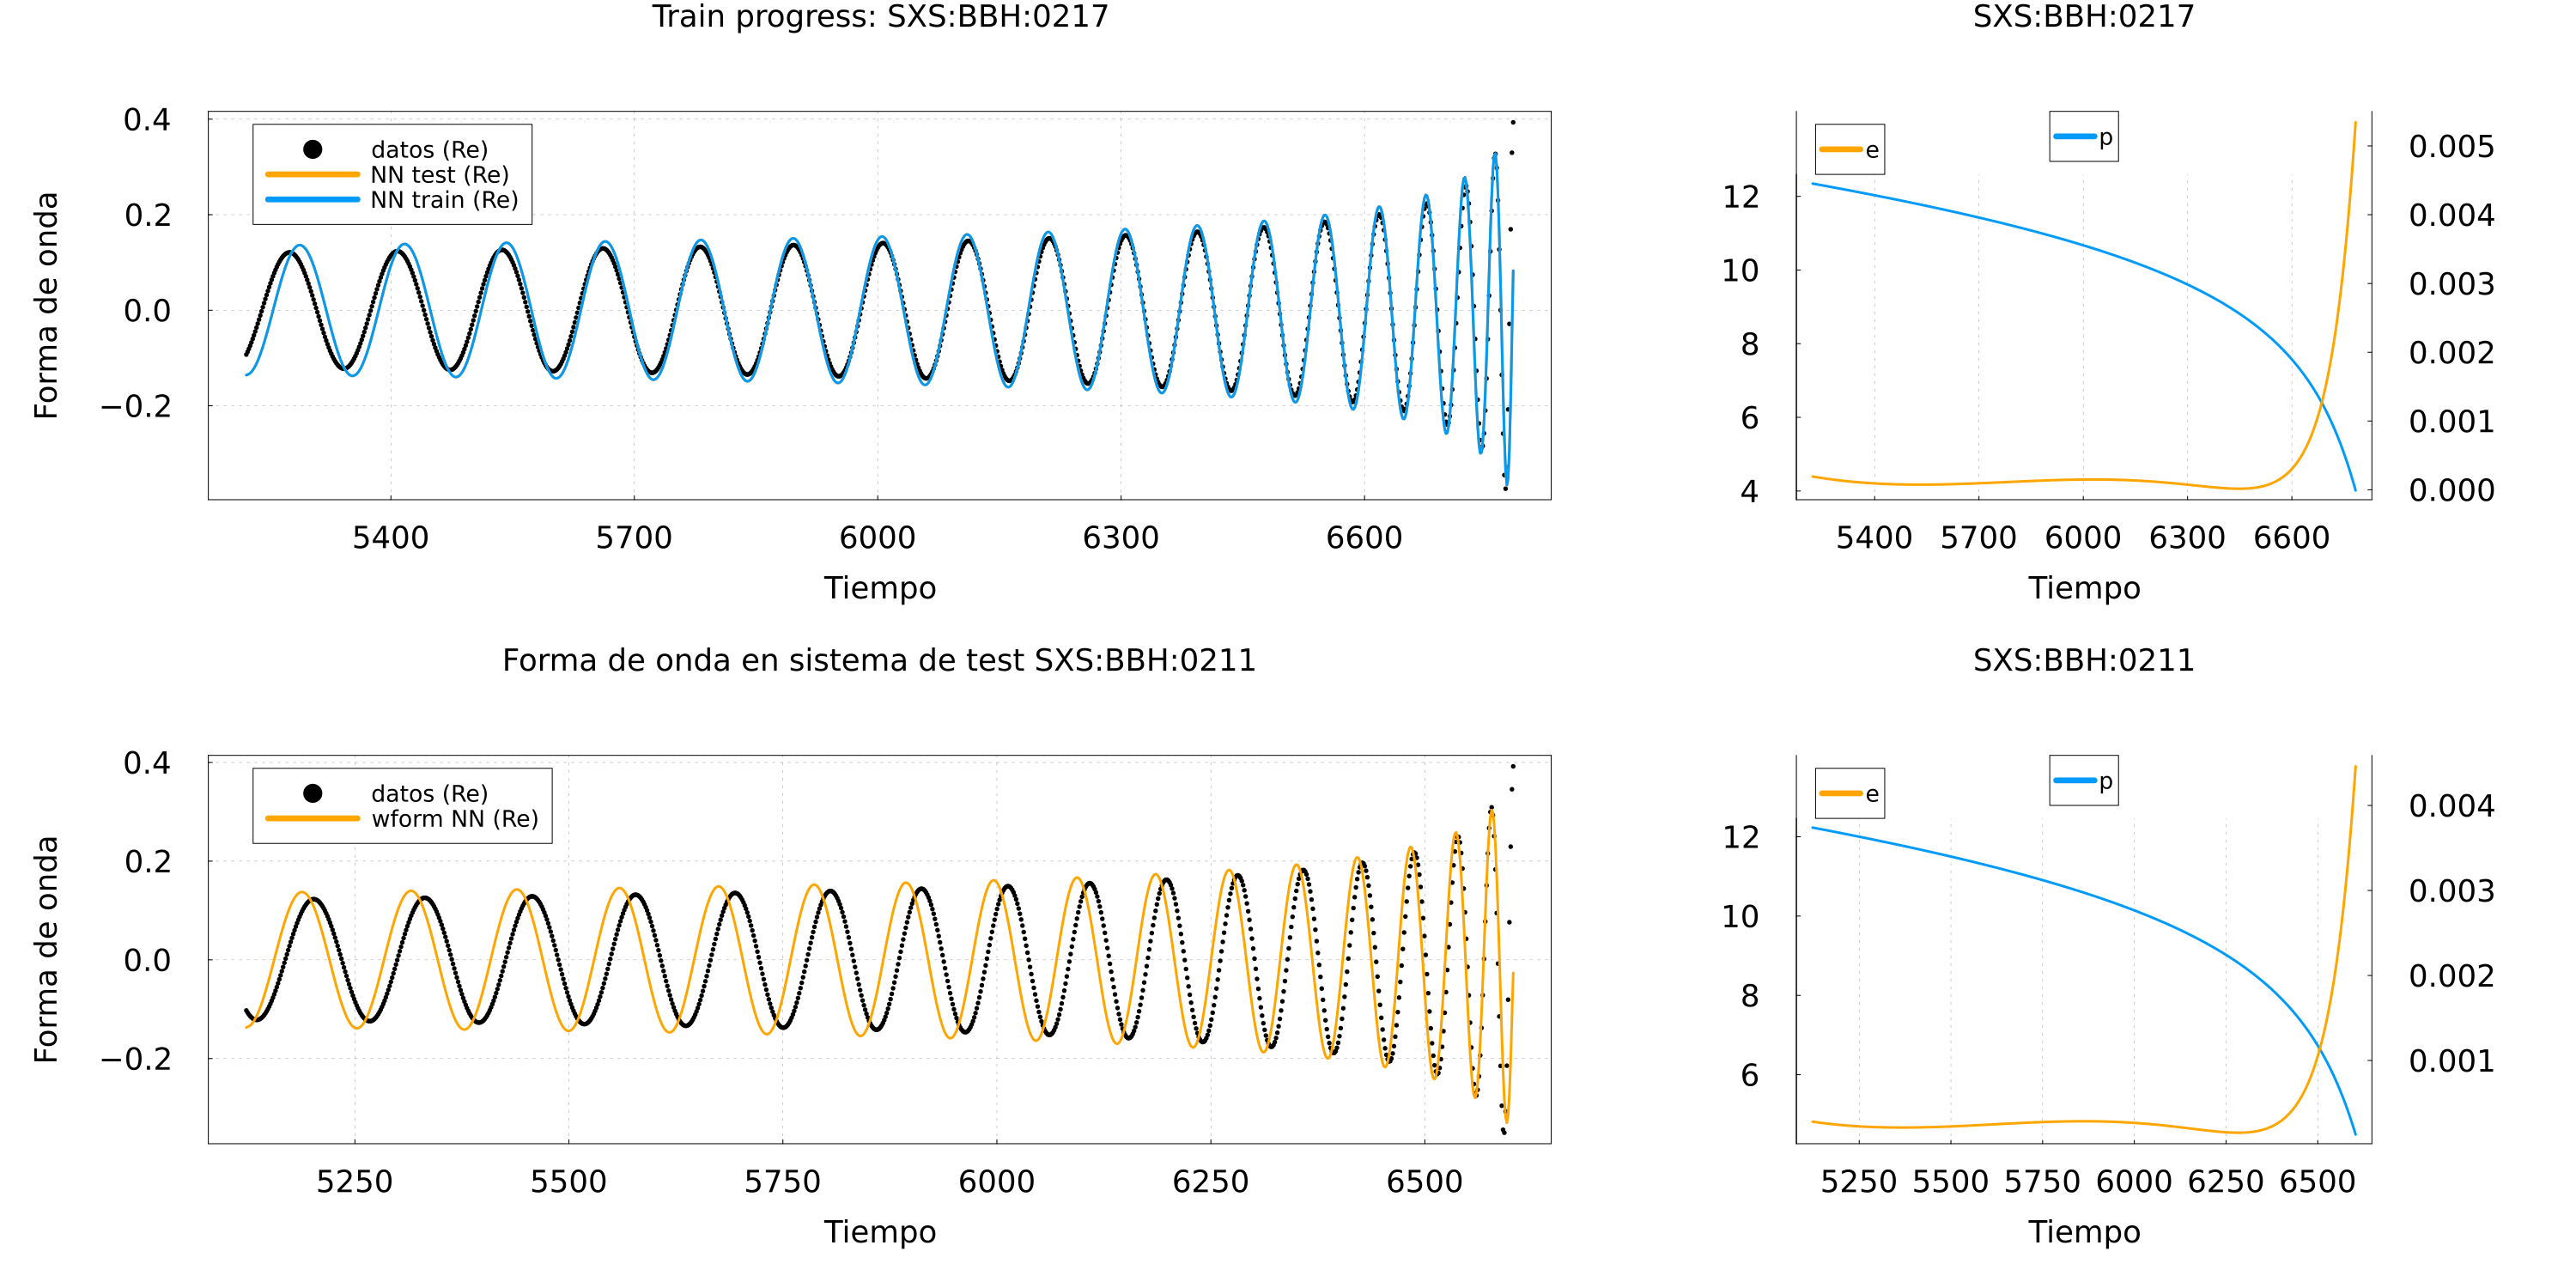 Train progress: SXS:BBH:0217
0.4
0.2
0.0
−0.2
Forma de onda
datos (Re)
NN test (Re)
NN train (Re)
5400 5700 6000 6300 6600
Tiempo
SXS:BBH:0217
e
p
12
10
8
6
4
0.005
0.004
0.003
0.002
0.001
0.000
5400 5700 6000 6300 6600
Tiempo
Forma de onda en sistema de test SXS:BBH:0211
0.4
0.2
0.0
−0.2
Forma de onda
datos (Re)
wform NN (Re)
5250 5500 5750 6000 6250 6500
Tiempo
SXS:BBH:0211
e
p
12
10
8
6
0.004
0.003
0.002
0.001
5250 5500 5750 6000 6250 6500
Tiempo